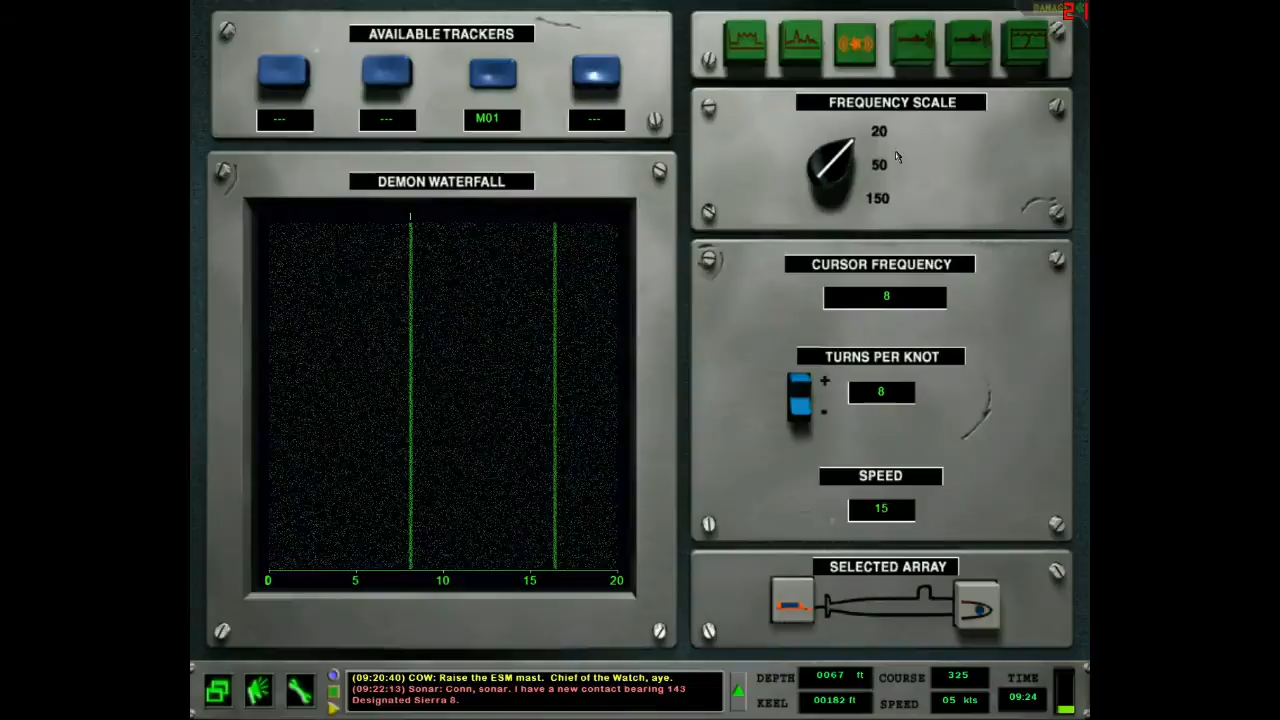 AVAILABLE TRACKERS
--- --- M01 ---
DEMON WATERFALL
0 5 10 15 20
FREQUENCY SCALE
20
50
150
CURSOR FREQUENCY
8
TURNS PER KNOT
+ 8
-
SPEED
15
SELECTED ARRAY
(09:20:40) COW: Raise the ESM mast. Chief of the Watch, aye.
(09:22:13) Sonar: Conn, sonar. I have a new contact bearing 143
Designated Sierra 8.
DEPTH 0067 ft COURSE 325 TIME
KEEL 00182 ft SPEED 05 kts 09:24